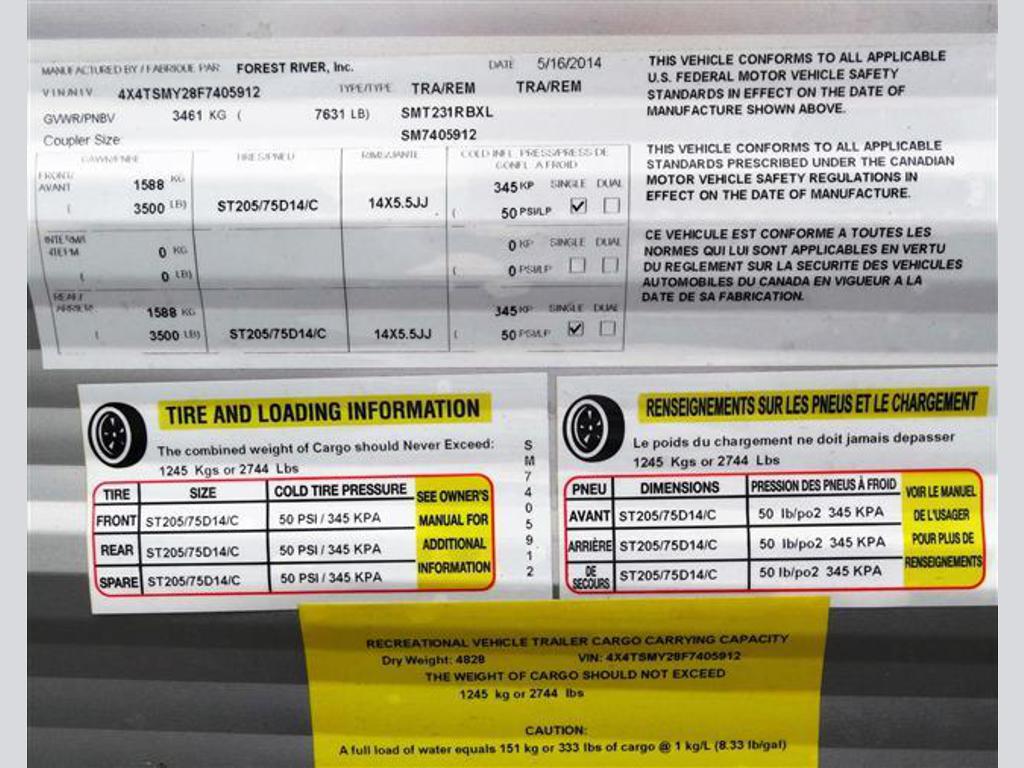 MANUFACTURED BY / FABRIQUE PAR: FOREST RIVER, Inc. DATE 5/16/2014
V I N/N I V 4X4TSMY28F7405912 TYPE/TYPE TRA/REM TRA/REM
GVWR/PNBV 3461 KG ( 7631 LB) SMT231RBXL
Coupler Size: SM7405912
GAWR/PNBE TIRES/PNEU RIMS/JANTE COLD INFL. PRESS/PRESS DE
GONFL. A FROID
FRONT/
AVANT 1588 KG 345 KP SINGLE DUAL
( 3500 LB) ST205/75D14/C 14X5.5JJ ( 50 PSI/LP
INTERMI/
0 KG 0 KP SINGLE DUAL
( 0 LB) ( 0 PSI/LP
REAR/
ARRIERE 1588 KG 345 KP SINGLE DUAL
( 3500 LB) ST205/75D14/C 14X5.5JJ ( 50 PSI/LP
THIS VEHICLE CONFORMS TO ALL APPLICABLE
U.S. FEDERAL MOTOR VEHICLE SAFETY
STANDARDS IN EFFECT ON THE DATE OF
MANUFACTURE SHOWN ABOVE.
THIS VEHICLE CONFORMS TO ALL APPLICABLE
STANDARDS PRESCRIBED UNDER THE CANADIAN
MOTOR VEHICLE SAFETY REGULATIONS IN
EFFECT ON THE DATE OF MANUFACTURE.
CE VEHICULE EST CONFORME A TOUTES LES
NORMES QUI LUI SONT APPLICABLES EN VERTU
DU REGLEMENT SUR LA SECURITE DES VEHICULES
AUTOMOBILES DU CANADA EN VIGUEUR A LA
DATE DE SA FABRICATION.
TIRE AND LOADING INFORMATION
The combined weight of Cargo should Never Exceed:
1245 Kgs or 2744 Lbs
TIRE SIZE COLD TIRE PRESSURE
FRONT ST205/75D14/C 50 PSI / 345 KPA
REAR ST205/75D14/C 50 PSI / 345 KPA
SPARE ST205/75D14/C 50 PSI / 345 KPA
SEE OWNER'S
MANUAL FOR
ADDITIONAL
INFORMATION
SM7405912
RENSEIGNEMENTS SUR LES PNEUS ET LE CHARGEMENT
Le poids du chargement ne doit jamais depasser
1245 Kgs or 2744 Lbs
PNEU DIMENSIONS PRESSION DES PNEUS À FROID
AVANT ST205/75D14/C 50 lb/po2 345 KPA
ARRIÈRE ST205/75D14/C 50 lb/po2 345 KPA
DE
SECOURS ST205/75D14/C 50 lb/po2 345 KPA
VOIR LE MANUEL
DE L'USAGER
POUR PLUS DE
RENSEIGNEMENTS
RECREATIONAL VEHICLE TRAILER CARGO CARRYING CAPACITY
Dry Weight: 4828 VIN: 4X4TSMY28F7405912
THE WEIGHT OF CARGO SHOULD NOT EXCEED
1245 kg or 2744 lbs
CAUTION:
A full load of water equals 151 kg or 333 lbs of cargo @ 1 kg/L (8.33 lb/gal)